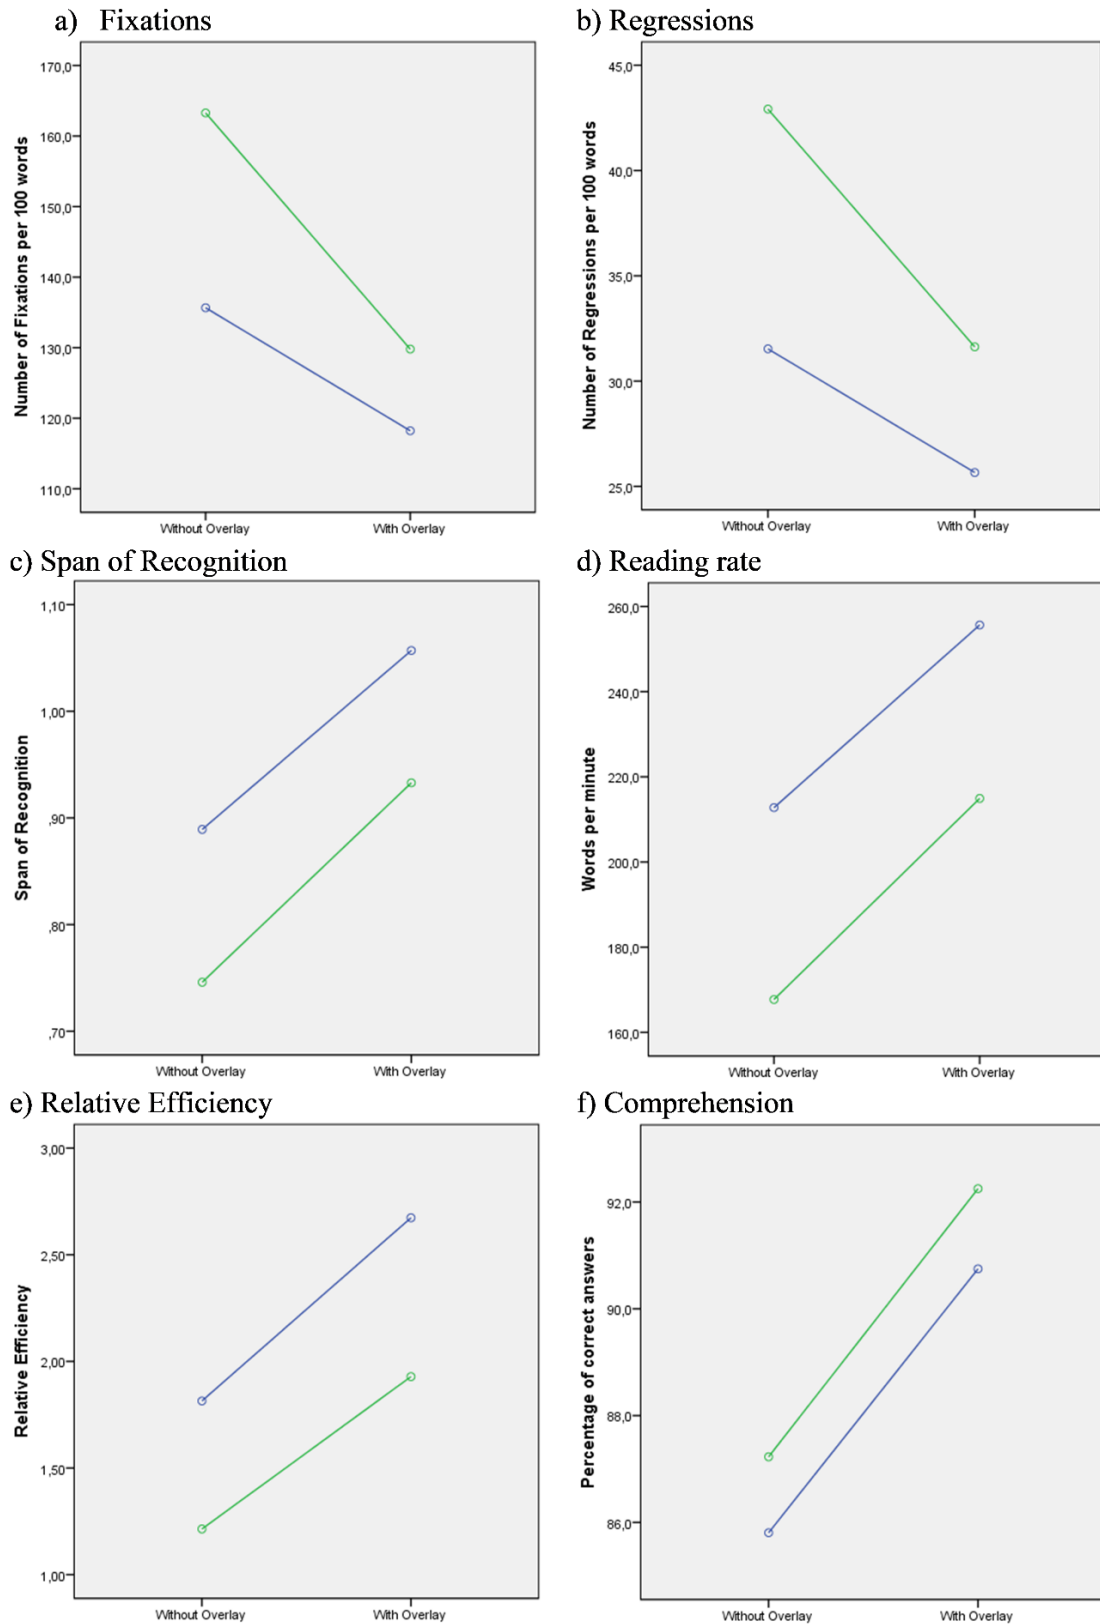 a) Fixations
b) Regressions
170,0
160,0
150,0
140,0
130,0
120,0
110,0
Number of Fixations per 100 words
Without Overlay
With Overlay
45,0
40,0
35,0
30,0
25,0
Number of Regressions per 100 words
Without Overlay
With Overlay
c) Span of Recognition
d) Reading rate
1,10
1,00
,90
,80
,70
Span of Recognition
Without Overlay
With Overlay
260,0
240,0
220,0
200,0
180,0
160,0
Words per minute
Without Overlay
With Overlay
e) Relative Efficiency
f) Comprehension
3,00
2,50
2,00
1,50
1,00
Relative Efficiency
Without Overlay
With Overlay
92,0
90,0
88,0
86,0
Percentage of correct answers
Without Overlay
With Overlay